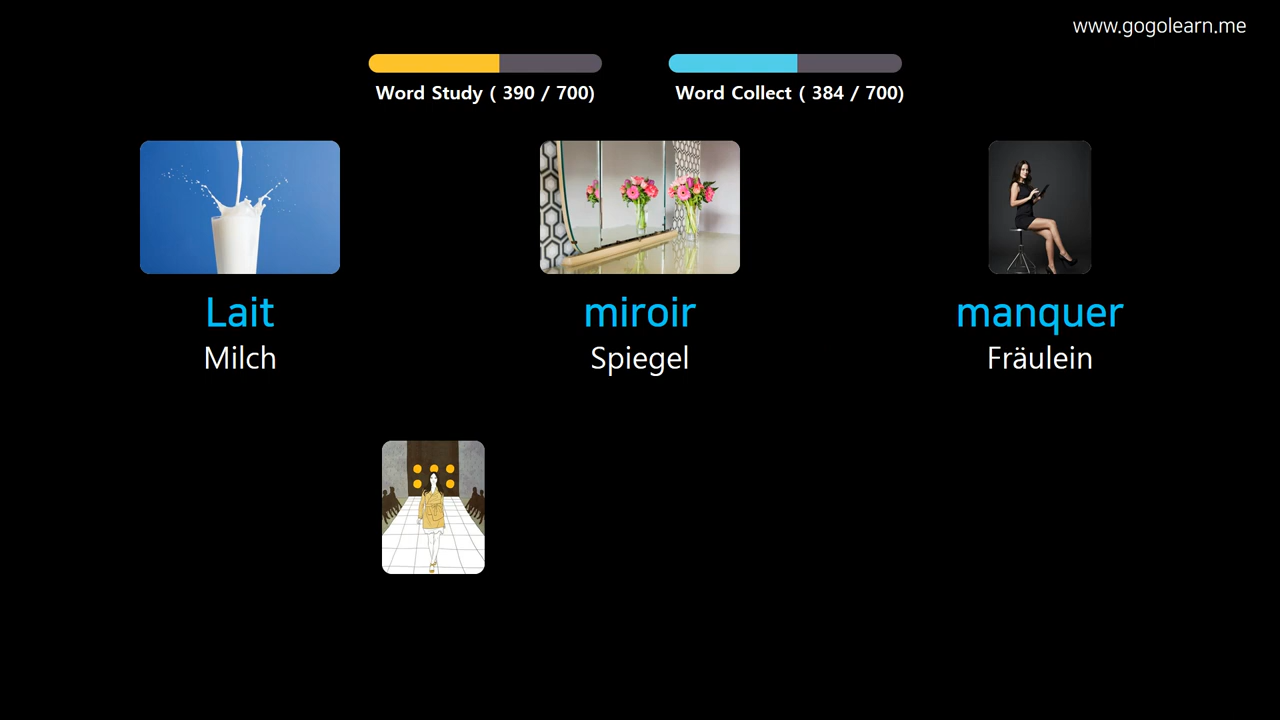 www.gogolearn.me
Word Study ( 390 / 700)
Word Collect ( 384 / 700)
Lait
Milch
miroir
Spiegel
manquer
Fräulein